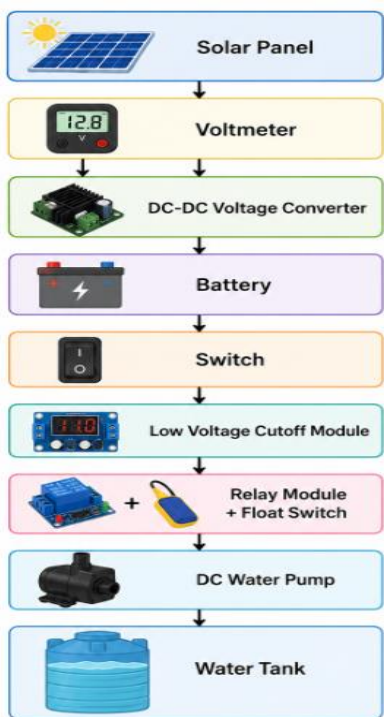 Solar Panel
12.8
V
Voltmeter
DC-DC Voltage Converter
+ -
Battery
I
O
Switch
11.0
Low Voltage Cutoff Module
+
Relay Module
+ Float Switch
DC Water Pump
Water Tank